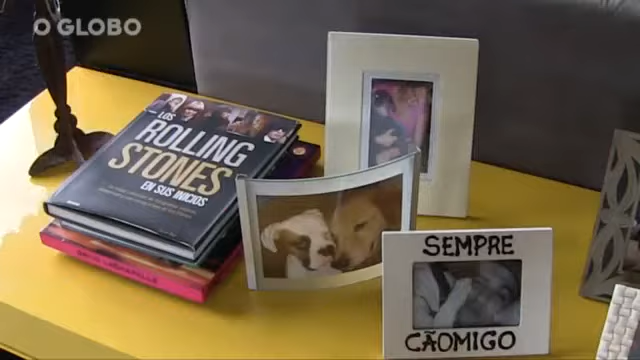 O GLOBO
LOS
ROLLING
STONES
EN SUS INICIOS
SEMPRE
CÃOMIGO